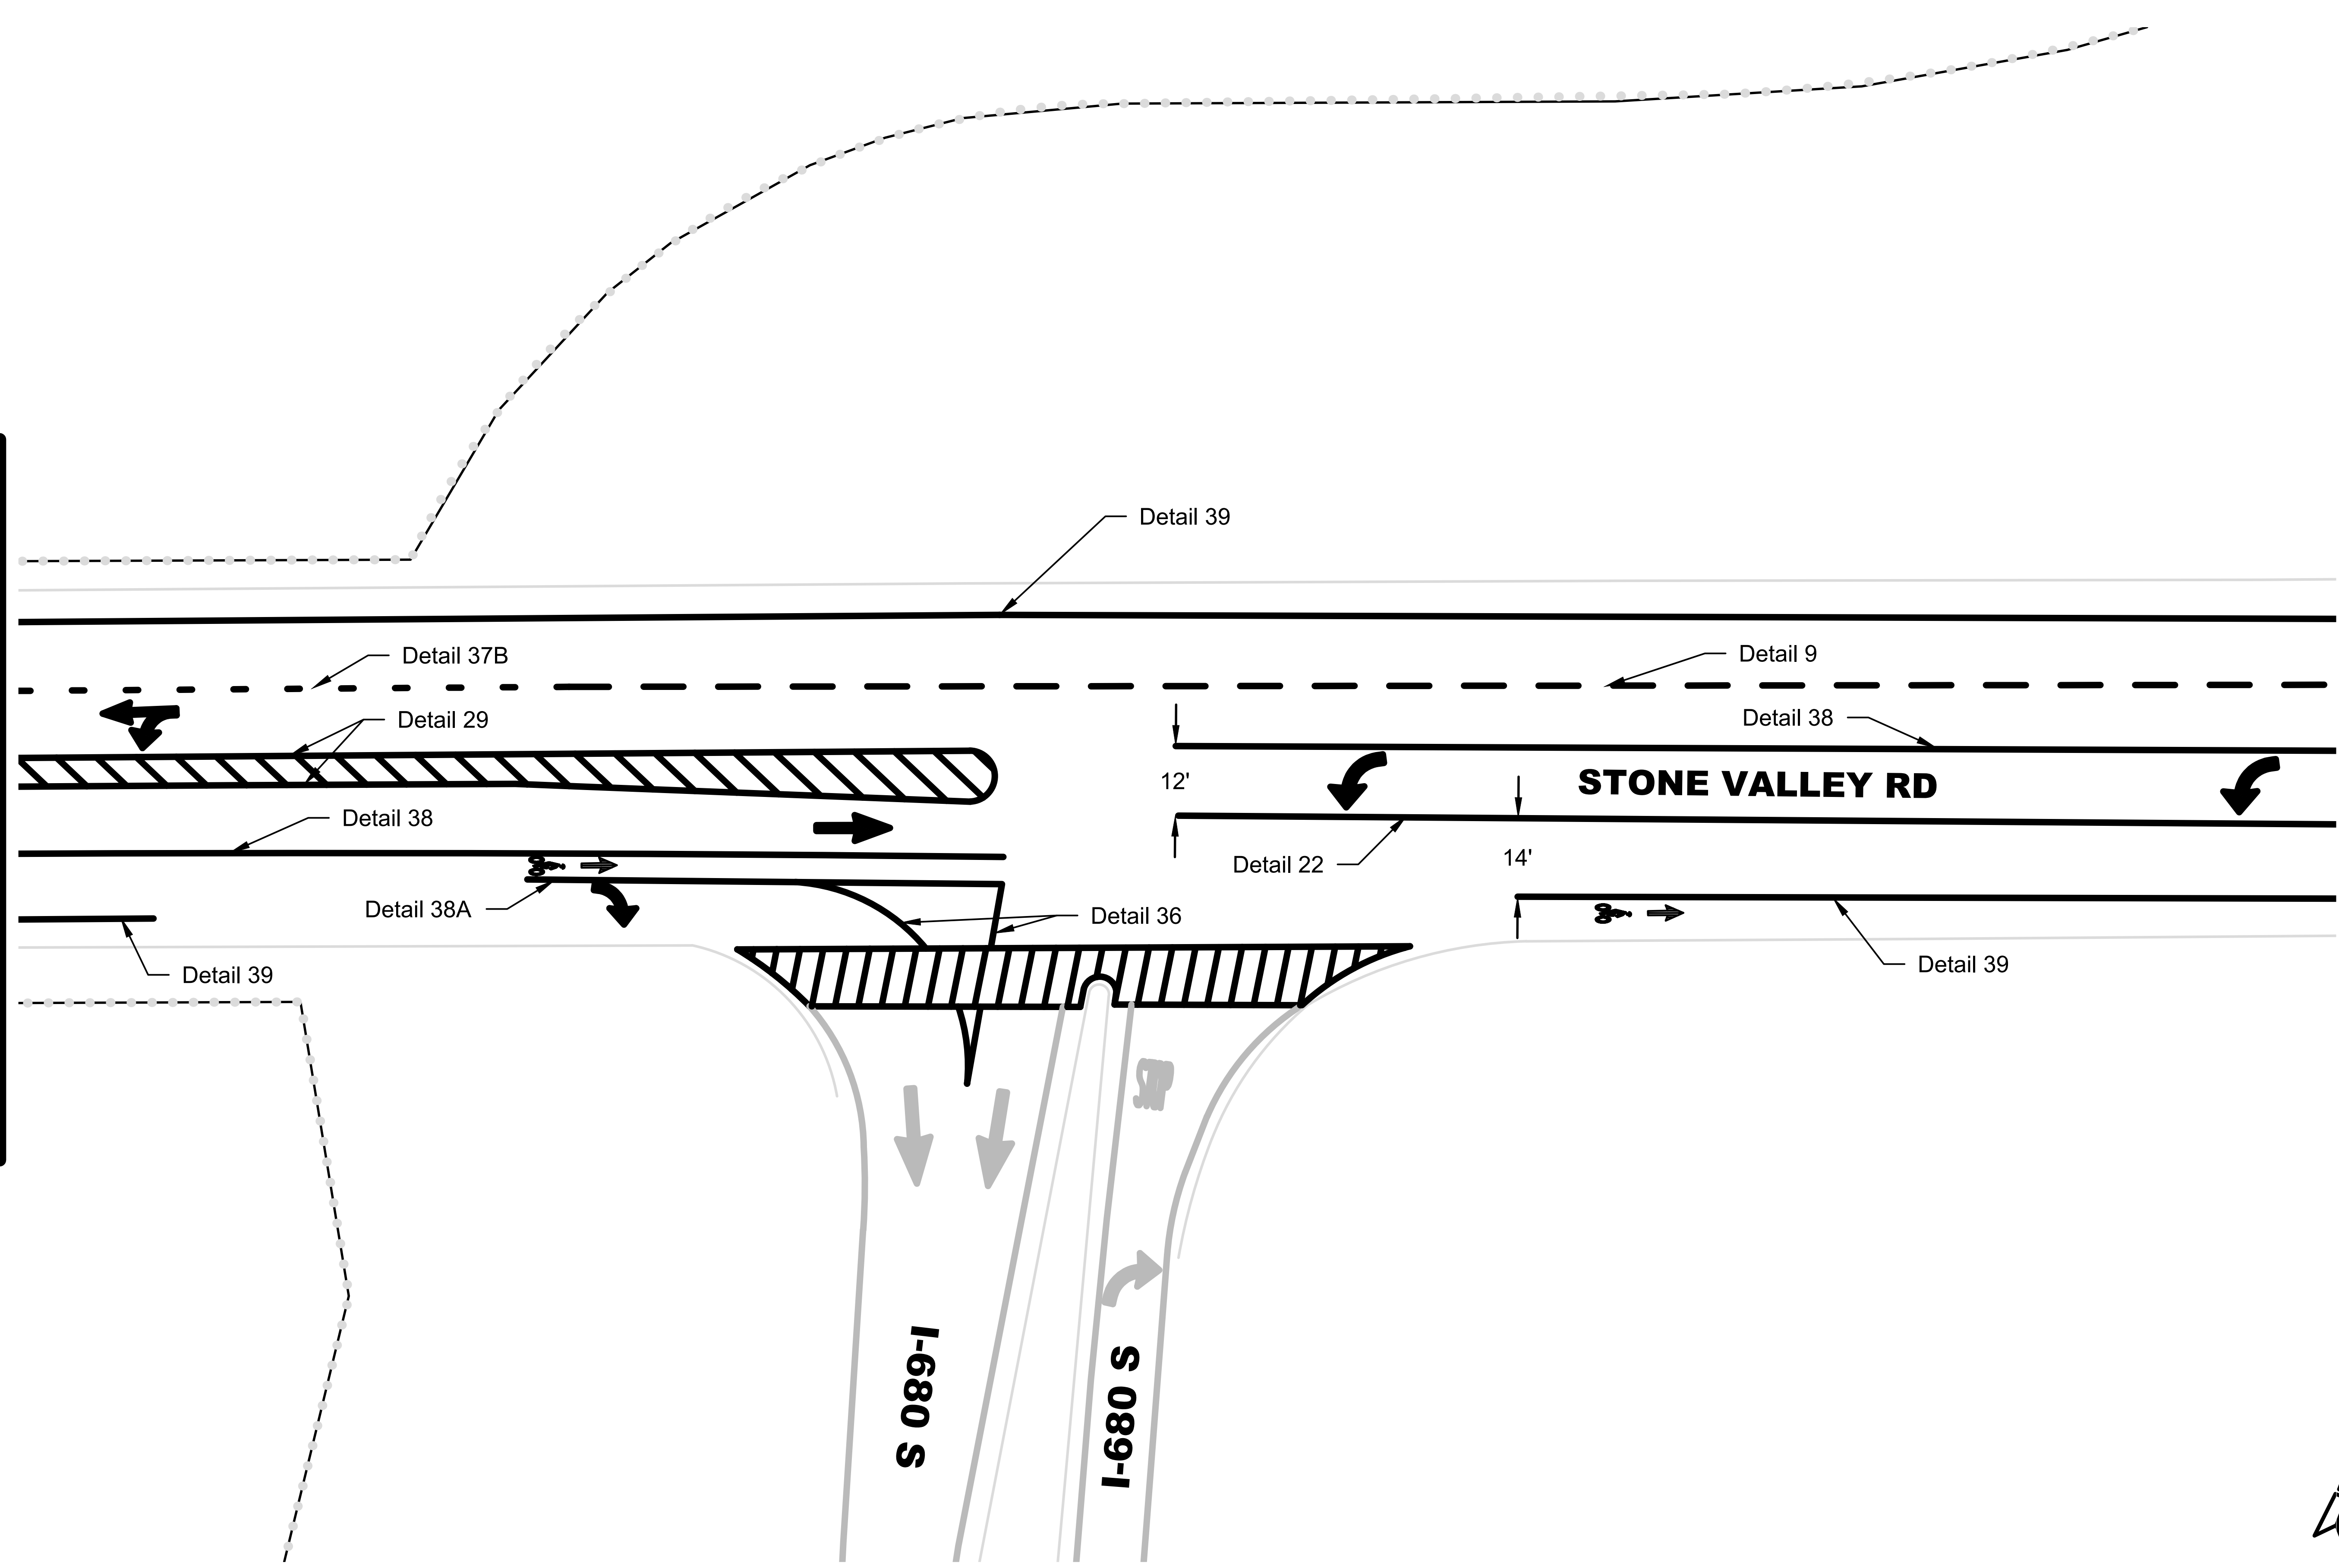 Detail 39
Detail 37B
Detail 9
Detail 29
Detail 38
12'
STONE VALLEY RD
Detail 38
Detail 22
14'
Detail 38A
Detail 36
Detail 39
Detail 39
I-680 S
I-680 S